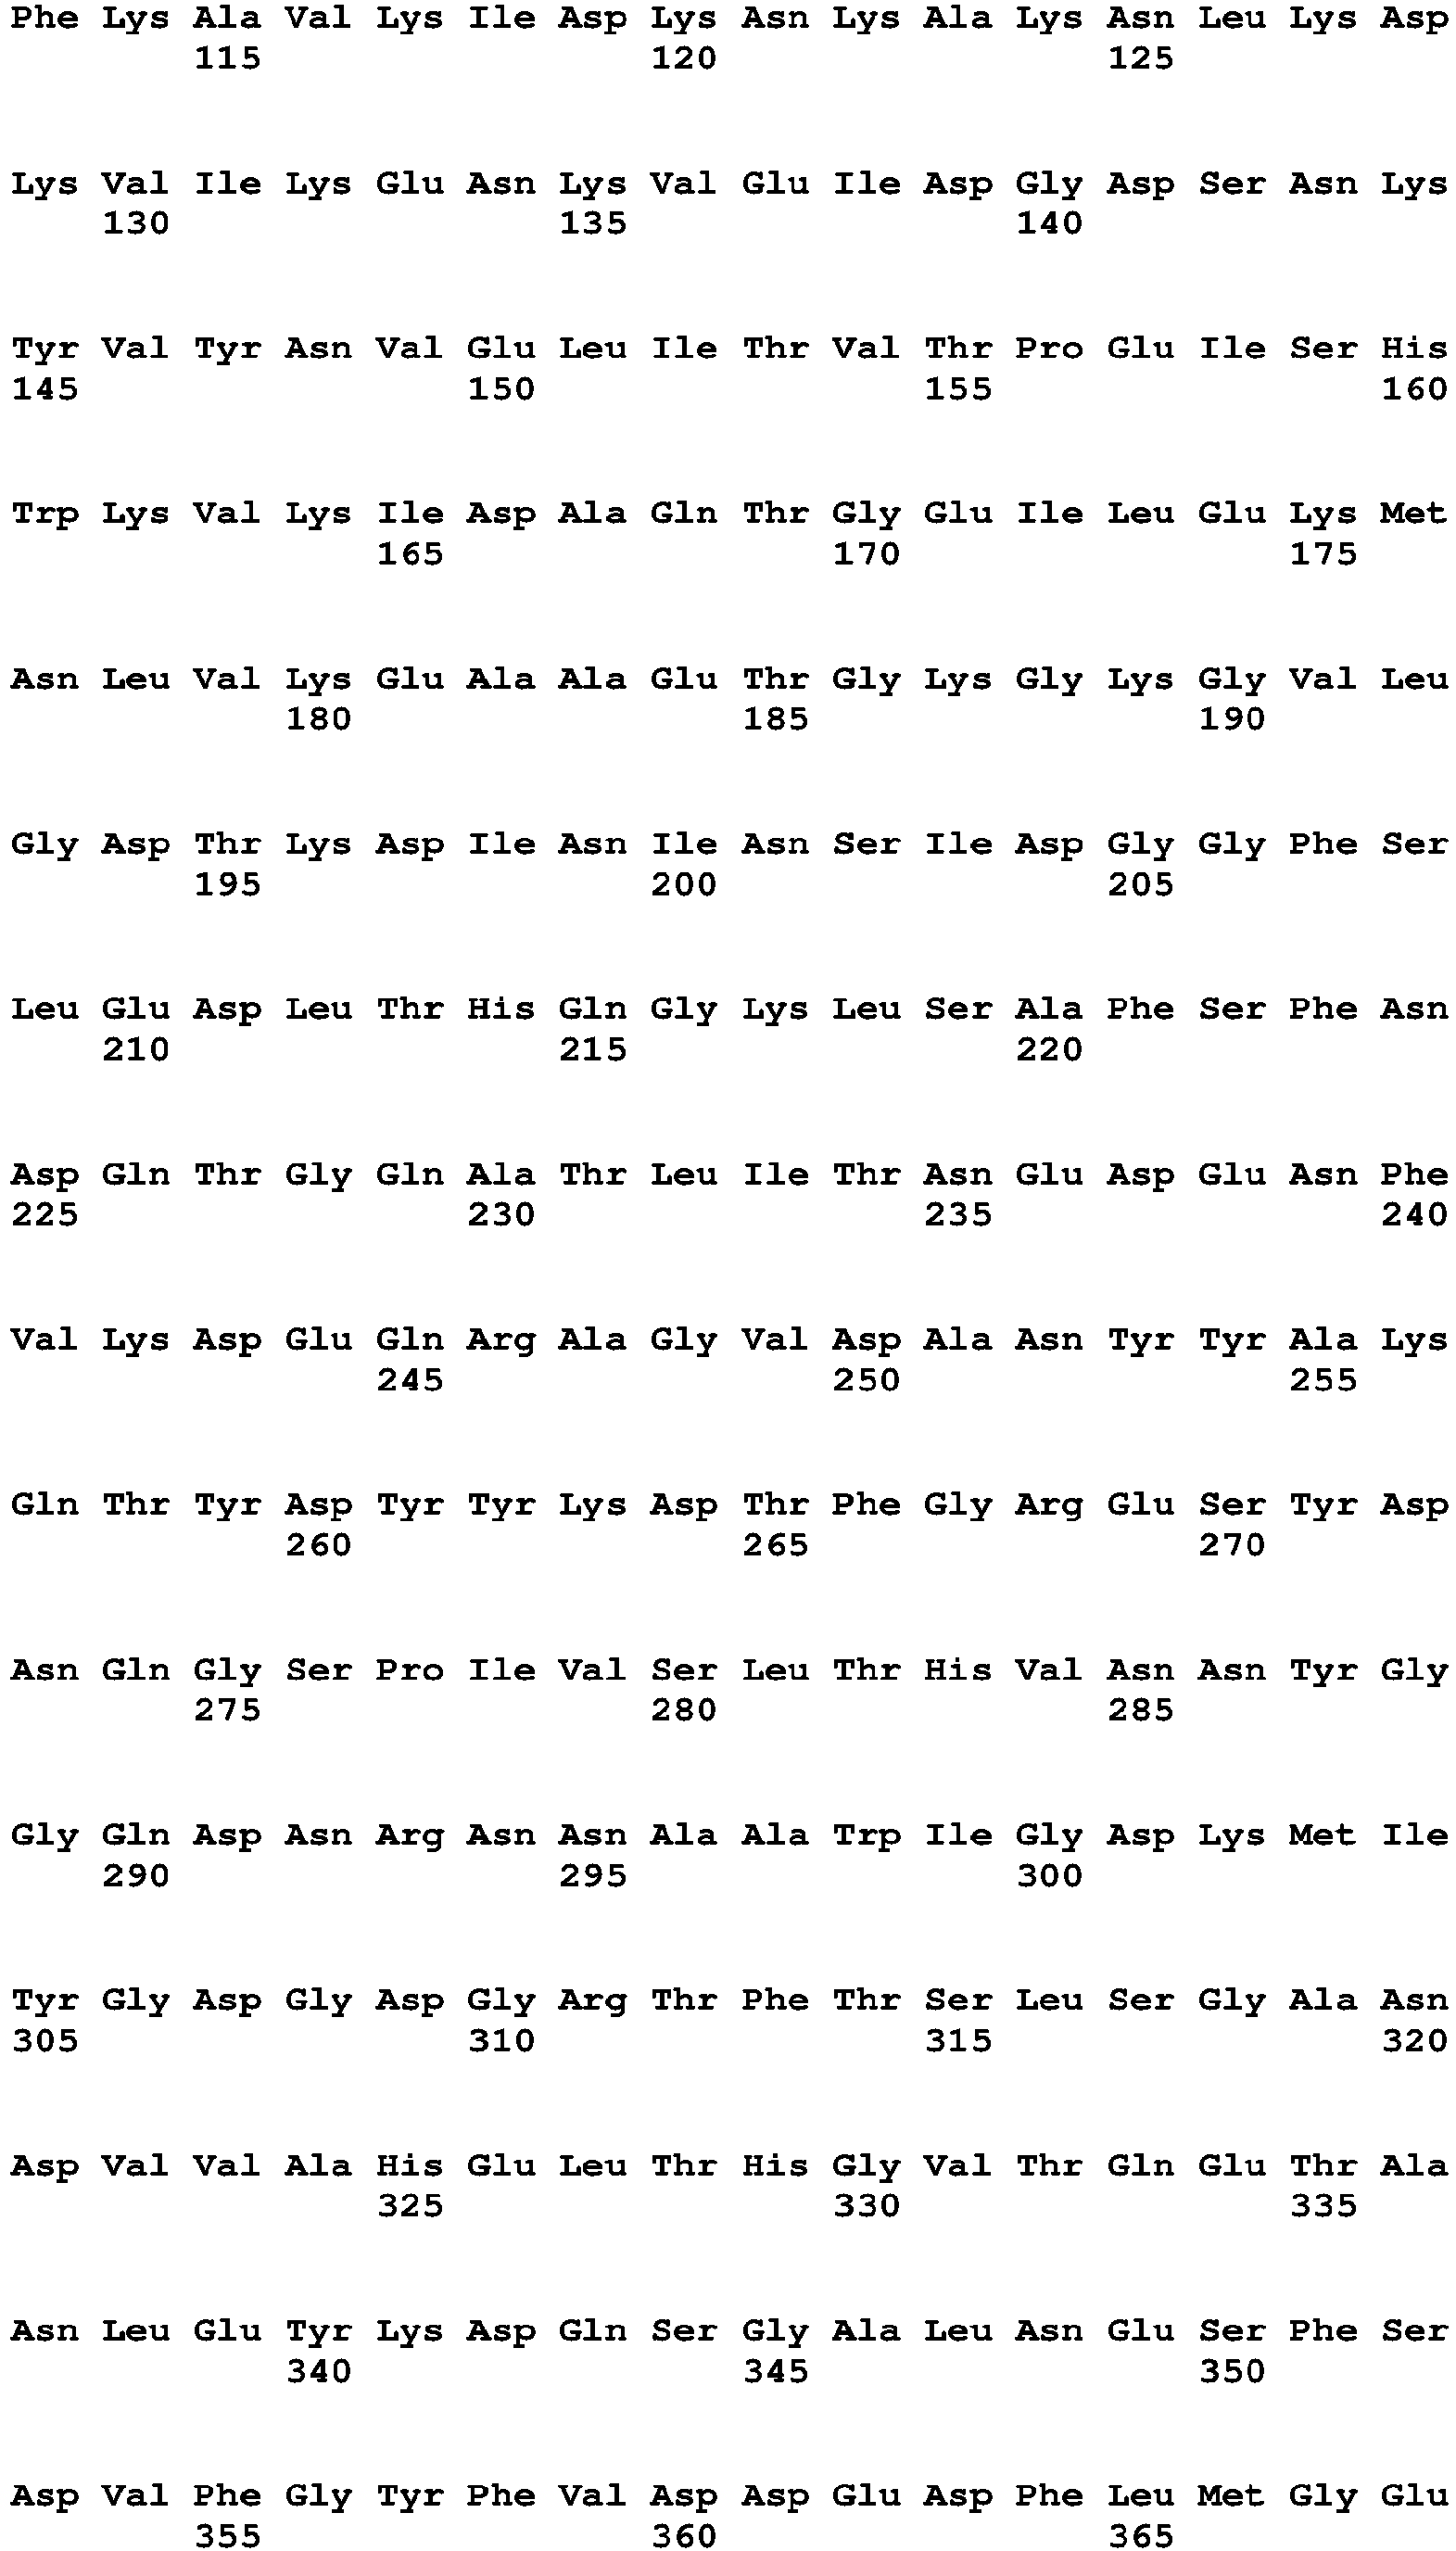 Phe Lys Ala Val Lys Ile Asp Lys Asn Lys Ala Lys Asn Leu Lys Asp
115 120 125
Lys Val Ile Lys Glu Asn Lys Val Glu Ile Asp Gly Asp Ser Asn Lys
130 135 140
Tyr Val Tyr Asn Val Glu Leu Ile Thr Val Thr Pro Glu Ile Ser His
145 150 155 160
Trp Lys Val Lys Ile Asp Ala Gln Thr Gly Glu Ile Leu Glu Lys Met
165 170 175
Asn Leu Val Lys Glu Ala Ala Glu Thr Gly Lys Gly Lys Gly Val Leu
180 185 190
Gly Asp Thr Lys Asp Ile Asn Ile Asn Ser Ile Asp Gly Gly Phe Ser
195 200 205
Leu Glu Asp Leu Thr His Gln Gly Lys Leu Ser Ala Phe Ser Phe Asn
210 215 220
Asp Gln Thr Gly Gln Ala Thr Leu Ile Thr Asn Glu Asp Glu Asn Phe
225 230 235 240
Val Lys Asp Glu Gln Arg Ala Gly Val Asp Ala Asn Tyr Tyr Ala Lys
245 250 255
Gln Thr Tyr Asp Tyr Tyr Lys Asp Thr Phe Gly Arg Glu Ser Tyr Asp
260 265 270
Asn Gln Gly Ser Pro Ile Val Ser Leu Thr His Val Asn Asn Tyr Gly
275 280 285
Gly Gln Asp Asn Arg Asn Asn Ala Ala Trp Ile Gly Asp Lys Met Ile
290 295 300
Tyr Gly Asp Gly Asp Gly Arg Thr Phe Thr Ser Leu Ser Gly Ala Asn
305 310 315 320
Asp Val Val Ala His Glu Leu Thr His Gly Val Thr Gln Glu Thr Ala
325 330 335
Asn Leu Glu Tyr Lys Asp Gln Ser Gly Ala Leu Asn Glu Ser Phe Ser
340 345 350
Asp Val Phe Gly Tyr Phe Val Asp Asp Glu Asp Phe Leu Met Gly Glu
355 360 365